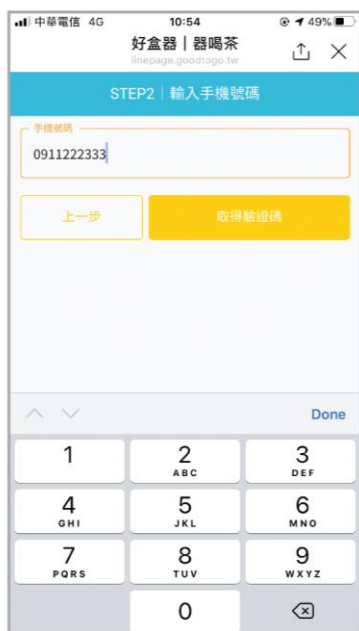 中華電信 4G 10:54 49%
好盒器｜器喝茶
linepage.goodtogo.tw
STEP2｜輸入手機號碼
手機號碼
0911222333
上一步 取得驗證碼
Done
1 2 3
ABC DEF
4 5 6
GHI JKL MNO
7 8 9
PQRS TUV WXYZ
0